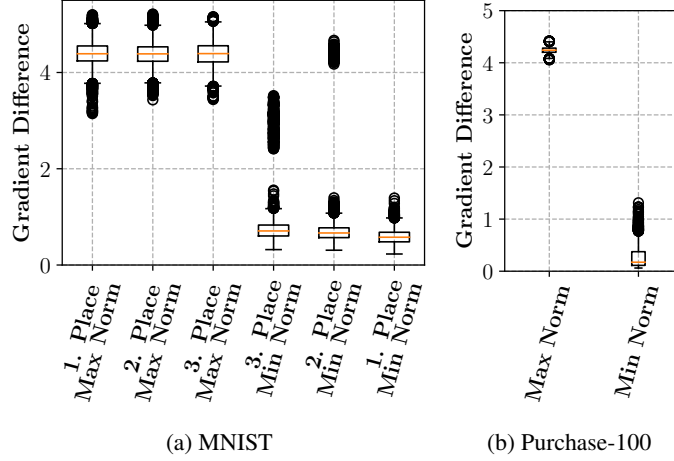 Gradient Difference
4
2
0
1. Place
Max Norm
2. Place
Max Norm
3. Place
Max Norm
3. Place
Min Norm
2. Place
Min Norm
1. Place
Min Norm
(a) MNIST
Gradient Difference
5
4
3
2
1
0
Max Norm
Min Norm
(b) Purchase-100